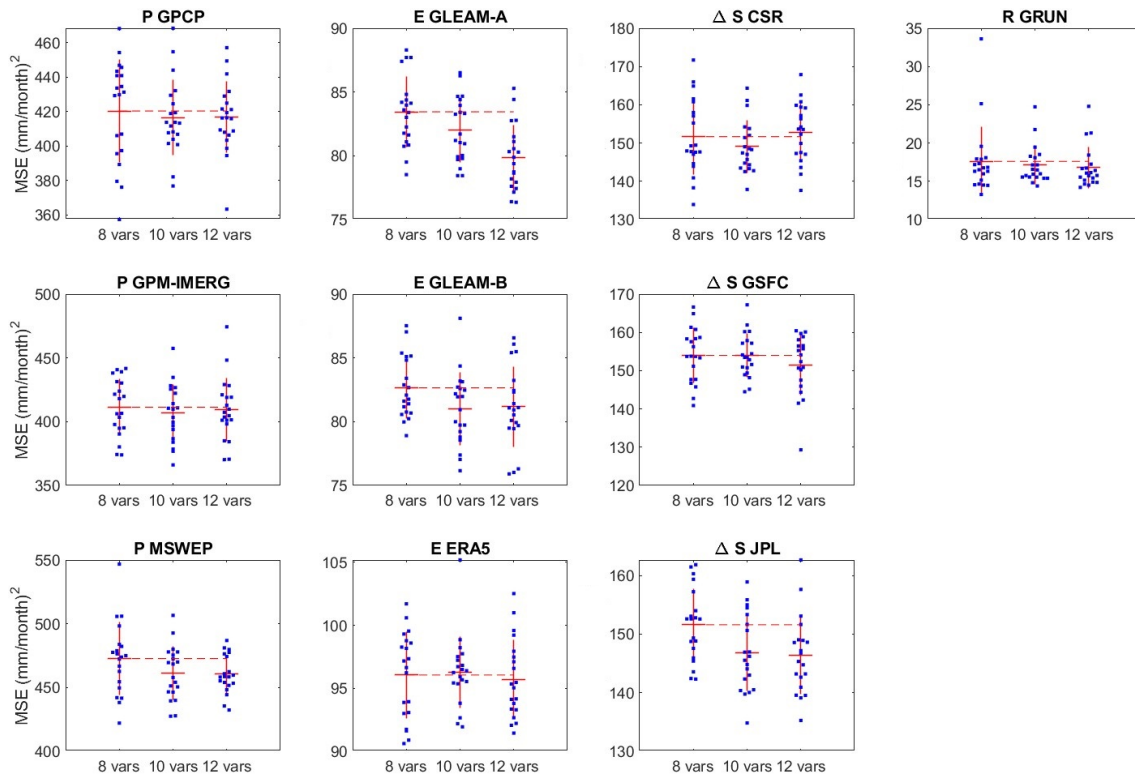 P GPCP
MSE (mm/month)2
460
440
420
400
380
360
8 vars 10 vars 12 vars
E GLEAM-A
90
85
80
75
8 vars 10 vars 12 vars
Δ S CSR
180
170
160
150
140
130
8 vars 10 vars 12 vars
R GRUN
35
30
25
20
15
10
8 vars 10 vars 12 vars
P GPM-IMERG
MSE (mm/month)2
500
450
400
350
8 vars 10 vars 12 vars
E GLEAM-B
90
85
80
75
8 vars 10 vars 12 vars
Δ S GSFC
170
160
150
140
130
120
8 vars 10 vars 12 vars
P MSWEP
MSE (mm/month)2
550
500
450
400
8 vars 10 vars 12 vars
E ERA5
105
100
95
90
8 vars 10 vars 12 vars
Δ S JPL
160
150
140
130
8 vars 10 vars 12 vars